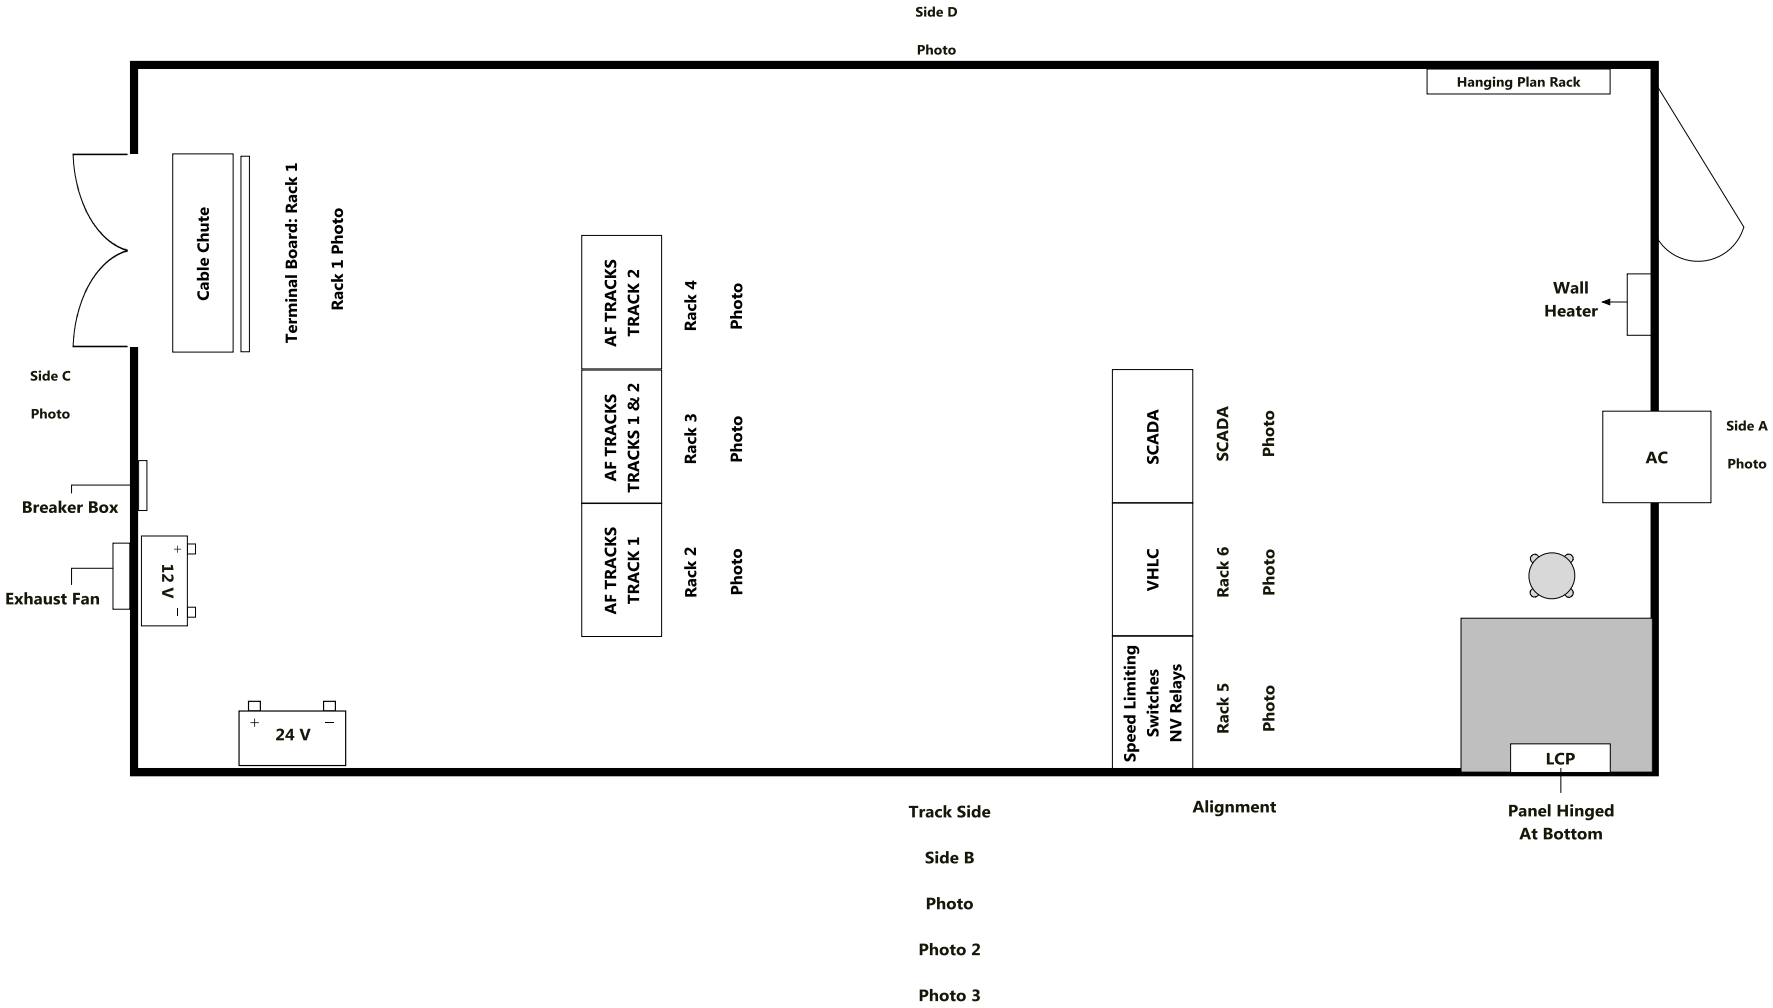 Side D
Photo
Hanging Plan Rack
Cable Chute
Terminal Board: Rack 1
Rack 1 Photo
AF TRACKS
TRACK 2
Rack 4
Photo
Wall
Heater
Side C
Photo
AF TRACKS
TRACKS 1 & 2
Rack 3
Photo
SCADA
SCADA
Photo
AC
Side A
Photo
Breaker Box
Exhaust Fan
+
12 V
−
AF TRACKS
TRACK 1
Rack 2
Photo
VHLC
Rack 6
Photo
+ −
24 V
Speed Limiting
Switches
NV Relays
Rack 5
Photo
LCP
Panel Hinged
At Bottom
Track Side
Alignment
Side B
Photo
Photo 2
Photo 3